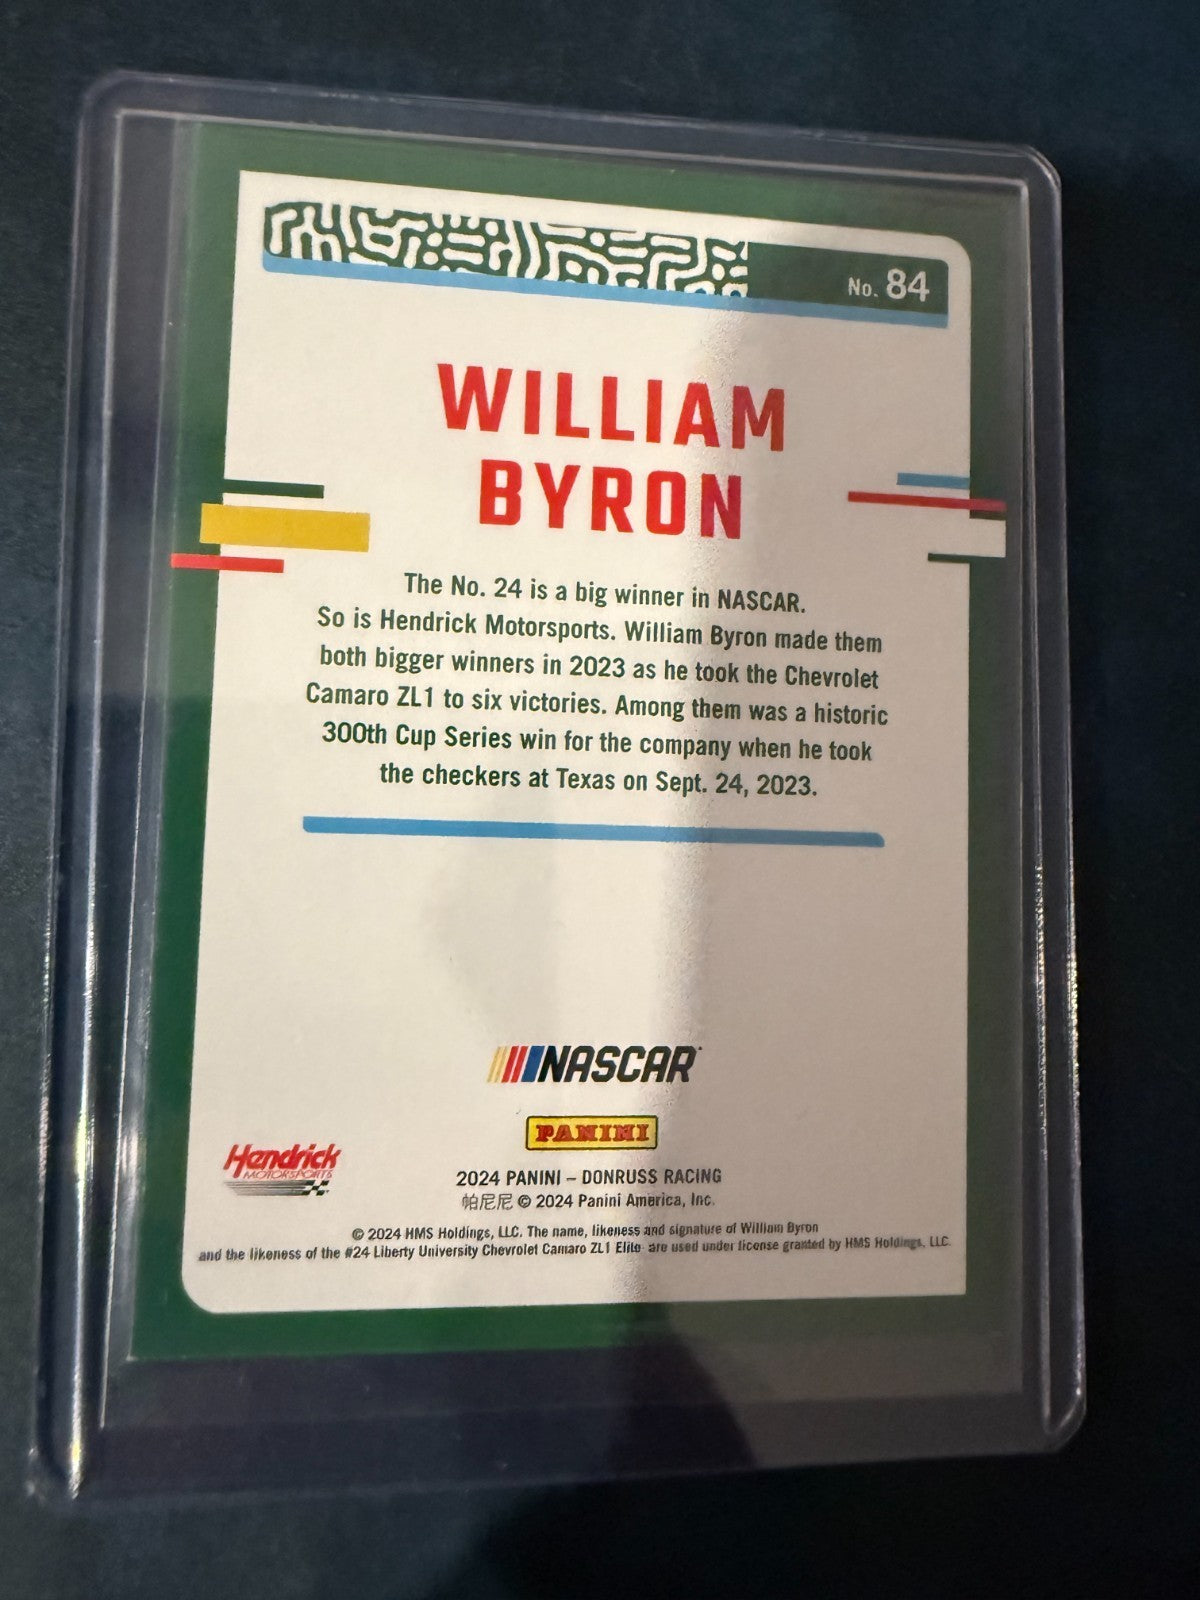 No. 84
WILLIAM
BYRON
The No. 24 is a big winner in NASCAR.
So is Hendrick Motorsports. William Byron made them
both bigger winners in 2023 as he took the Chevrolet
Camaro ZL1 to six victories. Among them was a historic
300th Cup Series win for the company when he took
the checkers at Texas on Sept. 24, 2023.
NASCAR
PANINI
Hendrick
MOTORSPORTS
2024 PANINI – DONRUSS RACING
帕尼尼 © 2024 Panini America, Inc.
© 2024 HMS Holdings, LLC. The name, likeness and signature of William Byron
and the likeness of the #24 Liberty University Chevrolet Camaro ZL1 Elite are used under license granted by HMS Holdings, LLC.